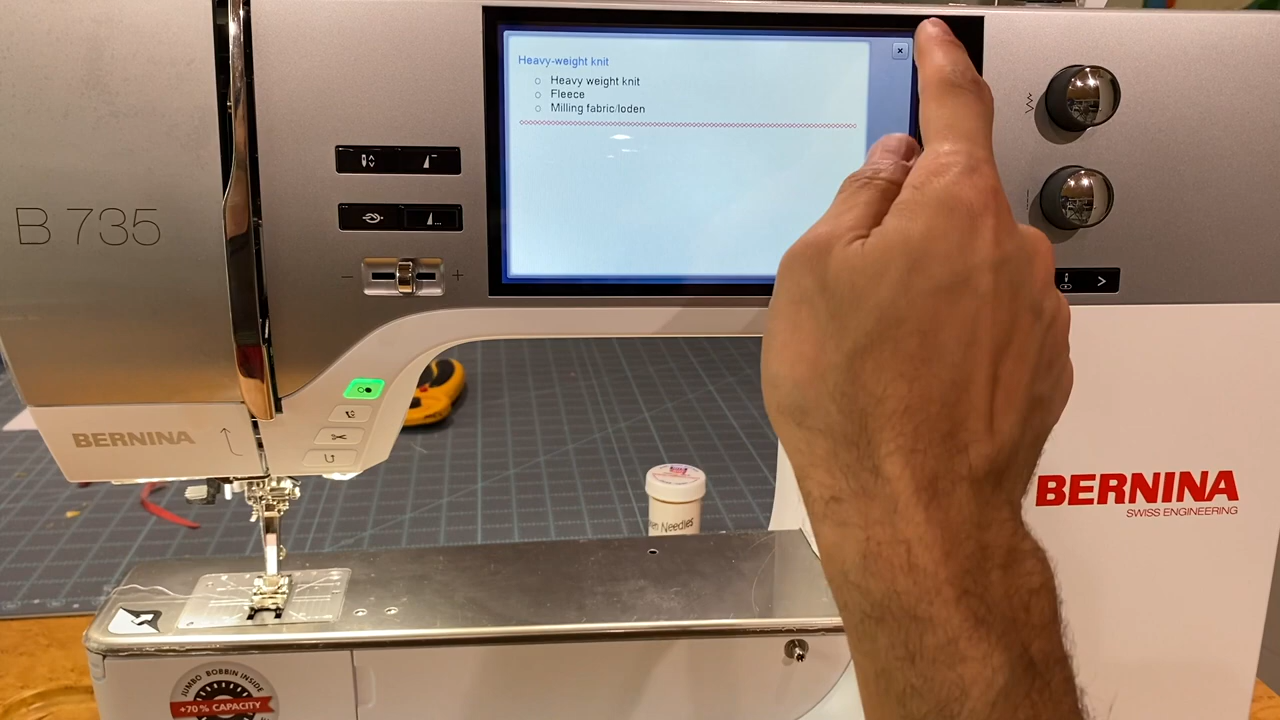 Heavy-weight knit
Heavy weight knit
Fleece
Milling fabric/loden
B 735
BERNINA
BERNINA
SWISS ENGINEERING
Needles
JUMBO BOBBIN INSIDE
+70% CAPACITY